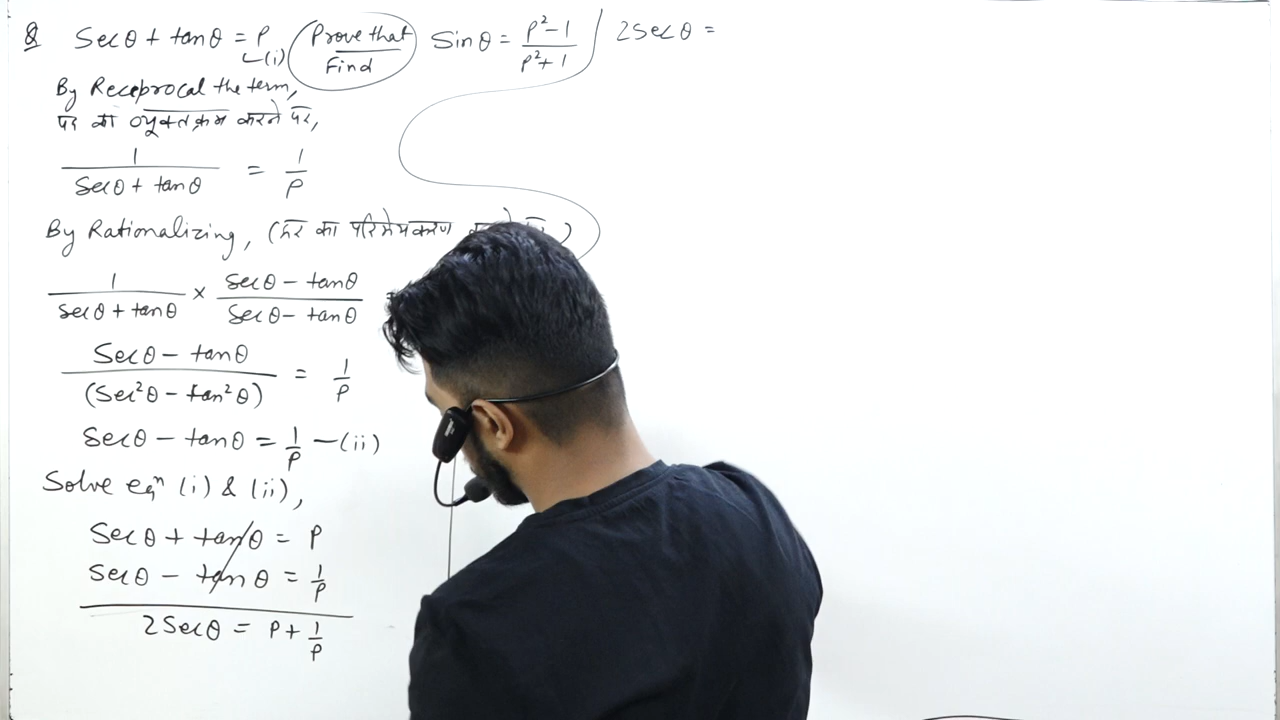 Q Secθ + tanθ = P —(i) Prove that Find Sinθ = P²-1/P²+1 2Secθ =
By Reciprocal the term,
पद का व्युत्क्रम करने पर,
1/Secθ + tanθ = 1/P
By Rationalizing, (हर का परिमेयकरण
1/Secθ + tanθ × Secθ - tanθ/Secθ - tanθ
Secθ - tanθ/(Sec²θ - tan²θ) = 1/P
Secθ - tanθ = 1/P —(ii)
Solve eqⁿ (i) & (ii),
Secθ + tanθ = P
Secθ - tanθ = 1/P
2Secθ = P + 1/P